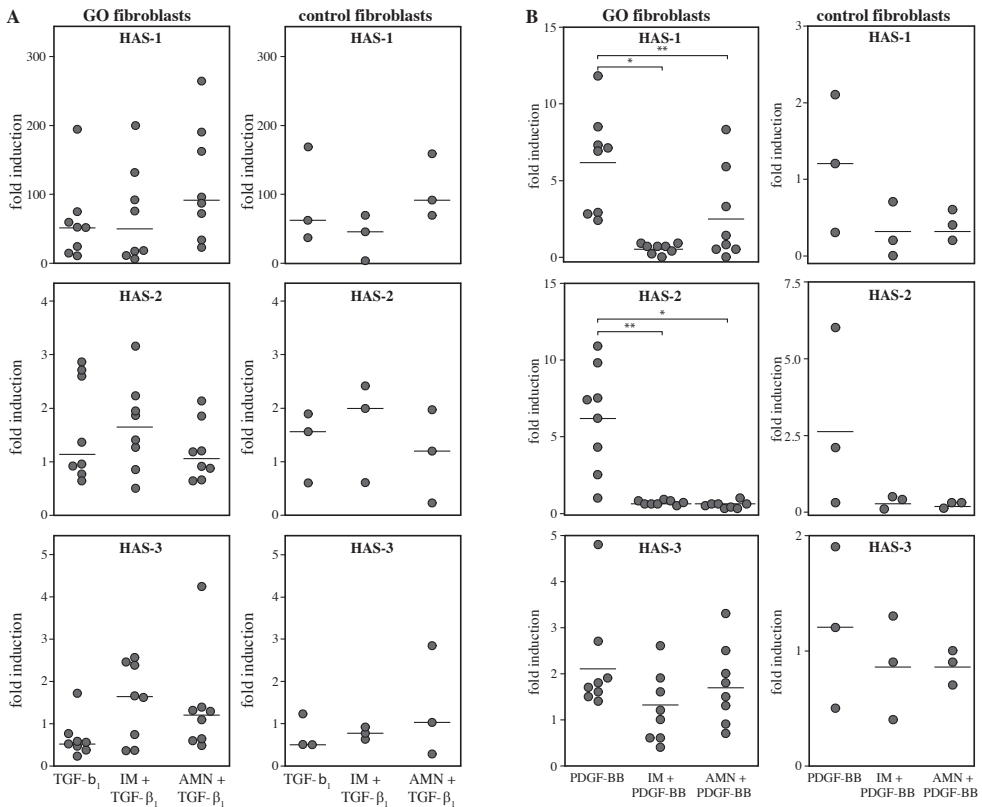 A
GO fibroblasts
control fibroblasts
HAS-1
fold induction
300
200
100
0
HAS-1
fold induction
300
200
100
0
HAS-2
fold induction
4
3
2
1
0
HAS-2
fold induction
4
3
2
1
0
HAS-3
fold induction
5
4
3
2
1
0
HAS-3
fold induction
5
4
3
2
1
0
TGF-b1
IM +
TGF-β1
AMN +
TGF-β1
TGF-b1
IM +
TGF-β1
AMN +
TGF-β1
B
GO fibroblasts
control fibroblasts
HAS-1
fold induction
15
10
5
0
**
*
HAS-1
fold induction
3
2
1
0
HAS-2
fold induction
15
10
5
0
*
**
HAS-2
fold induction
7.5
5.0
2.5
0
HAS-3
fold induction
5
4
3
2
1
0
HAS-3
fold induction
2
1
0
PDGF-BB
IM +
PDGF-BB
AMN +
PDGF-BB
PDGF-BB
IM +
PDGF-BB
AMN +
PDGF-BB